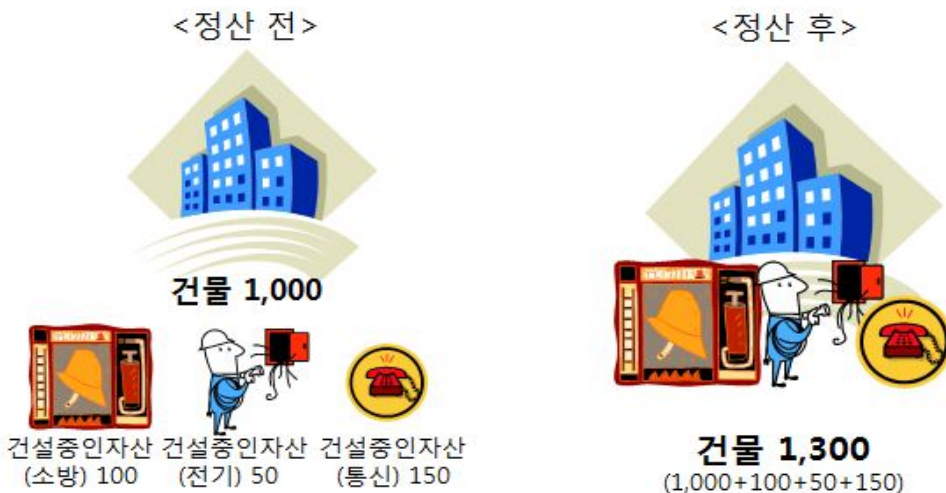 <정산 전>
건물 1,000
건설중인자산
(소방) 100
건설중인자산
(전기) 50
건설중인자산
(통신) 150
<정산 후>
건물 1,300
(1,000+100+50+150)